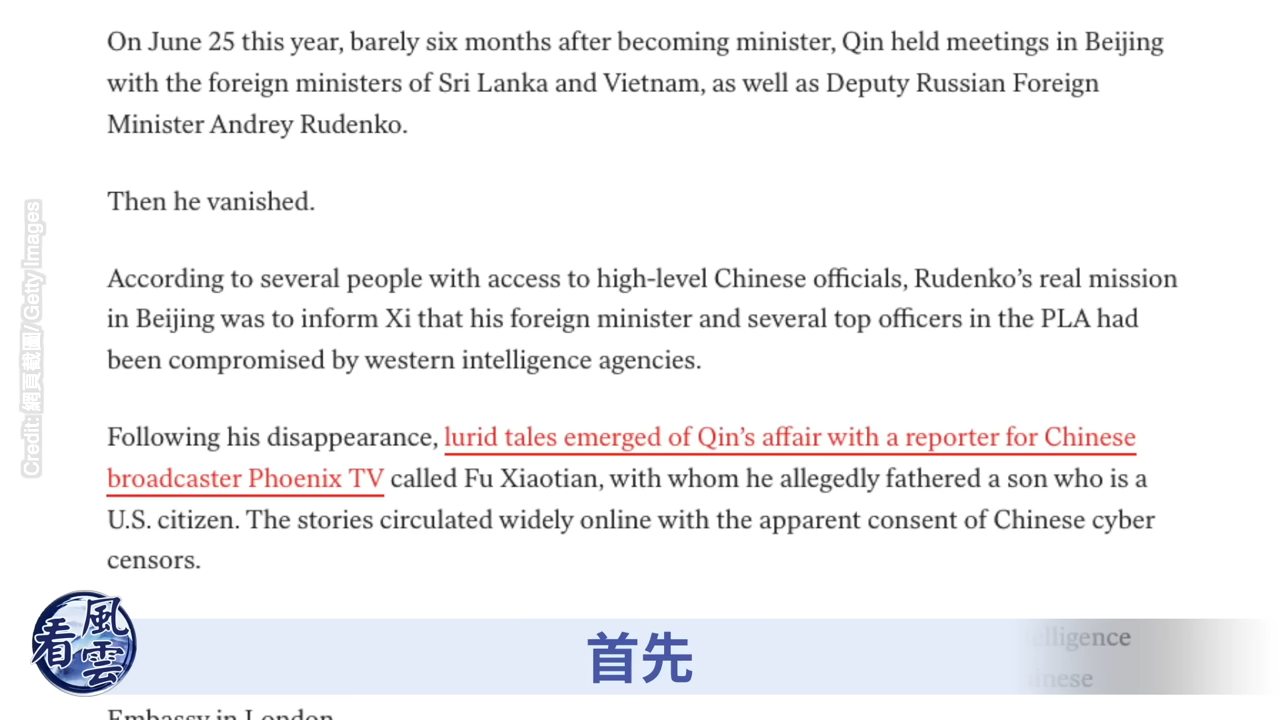 On June 25 this year, barely six months after becoming minister, Qin held meetings in Beijing
with the foreign ministers of Sri Lanka and Vietnam, as well as Deputy Russian Foreign
Minister Andrey Rudenko.
Then he vanished.
According to several people with access to high-level Chinese officials, Rudenko’s real mission
in Beijing was to inform Xi that his foreign minister and several top officers in the PLA had
been compromised by western intelligence agencies.
Following his disappearance, lurid tales emerged of Qin’s affair with a reporter for Chinese
broadcaster Phoenix TV called Fu Xiaotian, with whom he allegedly fathered a son who is a
U.S. citizen. The stories circulated widely online with the apparent consent of Chinese cyber
censors.
Credit: 網頁截圖/ Getty Images
看風雲
首先
Embassy in London